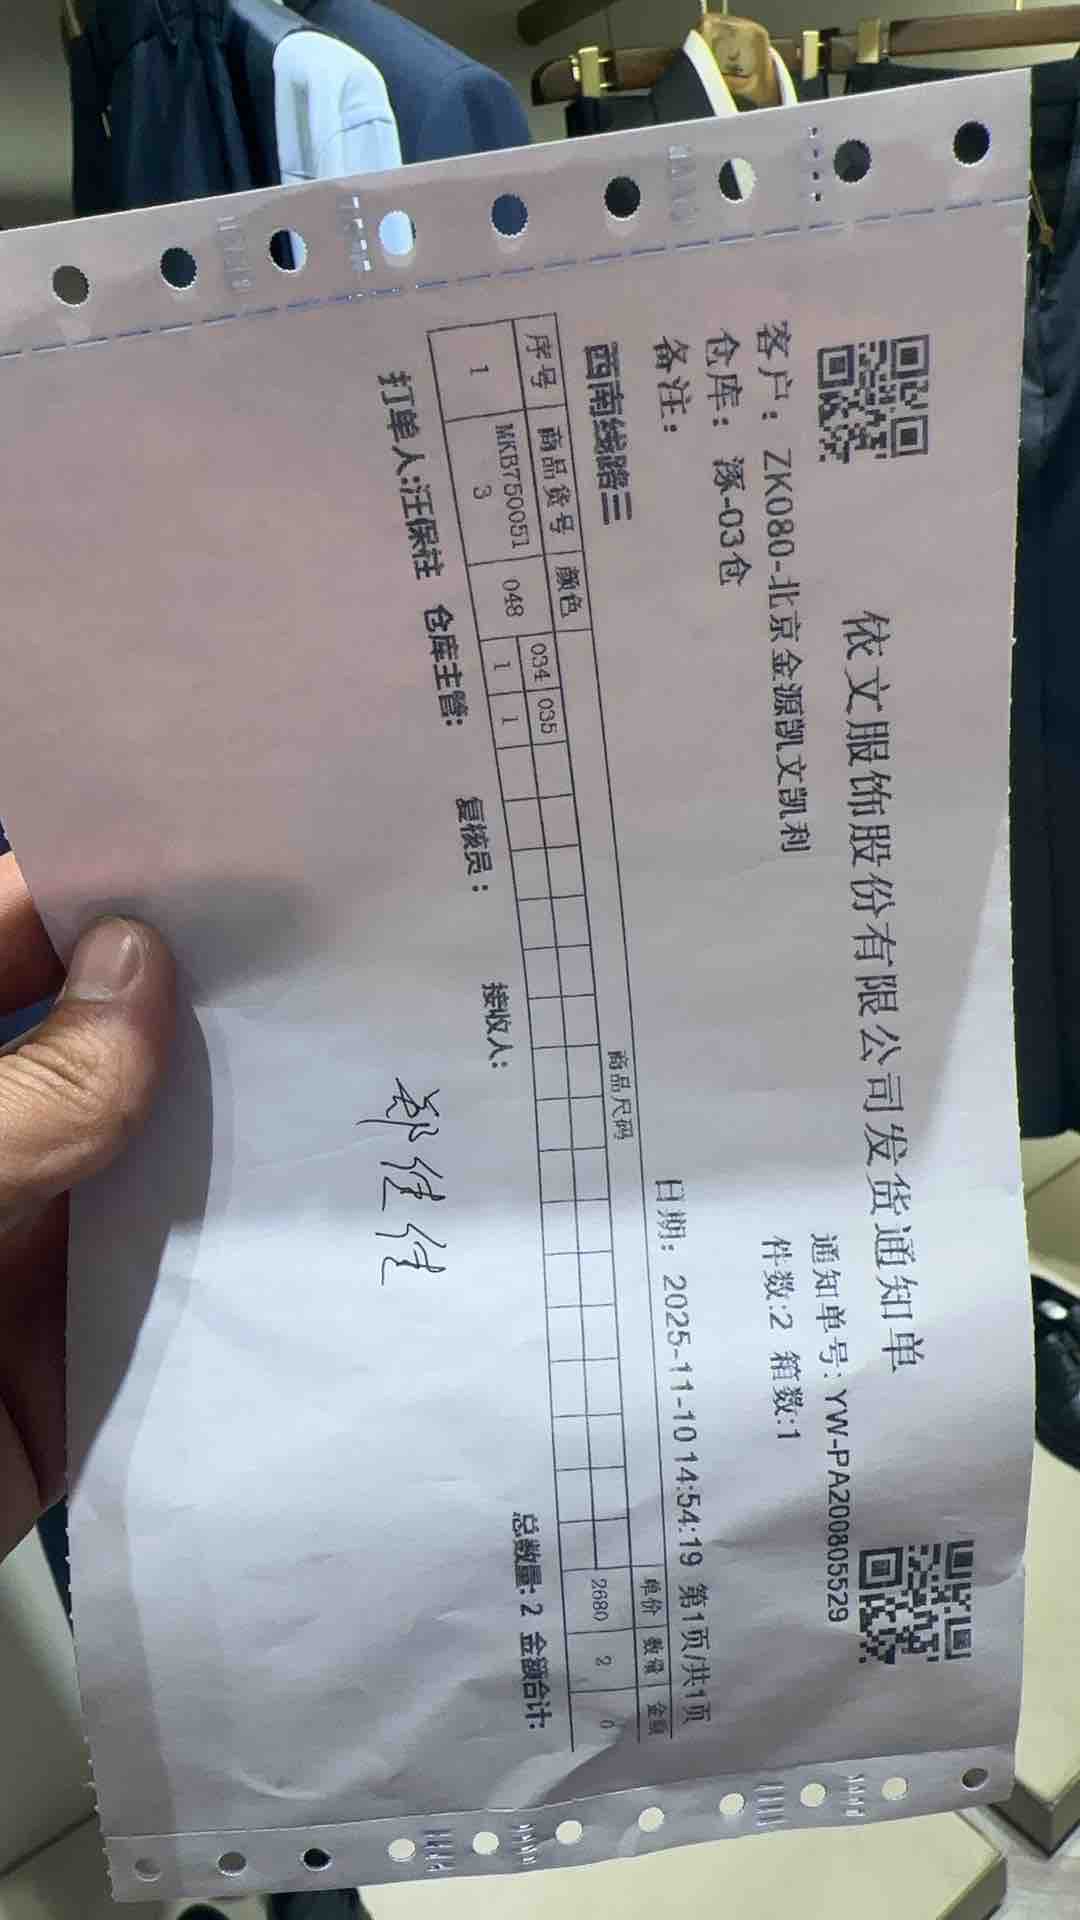 依文服饰股份有限公司发货通知单
通知单号:YW-PA200805529
客户：ZK080-北京金源凯文凯利
件数:2 箱数:1
仓库：涿-03仓
备注：
日期：2025-11-10 14:54:19 第1页/共1页
西南线路三
序号 商品货号 颜色 商品尺码 单价 数量 金额
034 035
1 MKB7500513 048 1 1 2680 2 0
总数量: 2 金额合计:
打单人:汪保柱 仓库主管: 复核员： 接收人:
郑佳佳